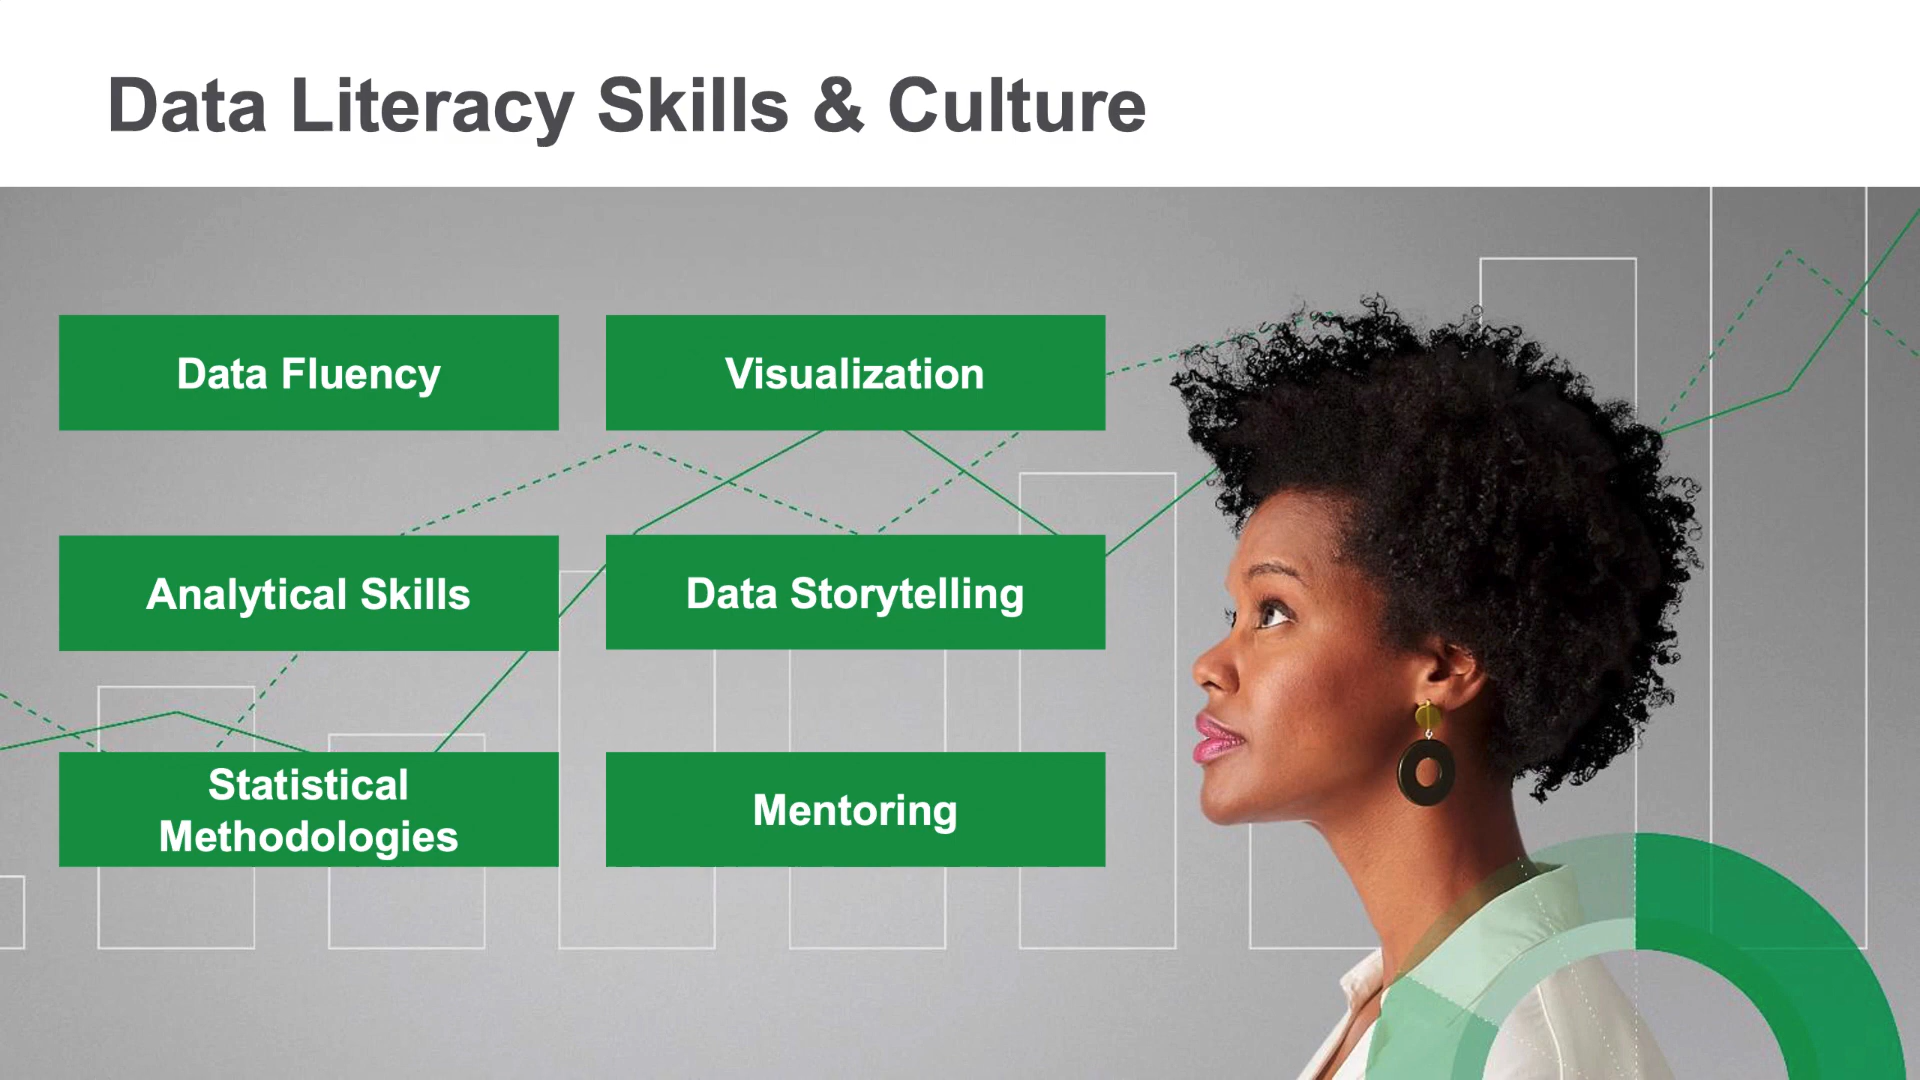 Data Literacy Skills & Culture
Data Fluency
Visualization
Analytical Skills
Data Storytelling
Statistical
Methodologies
Mentoring